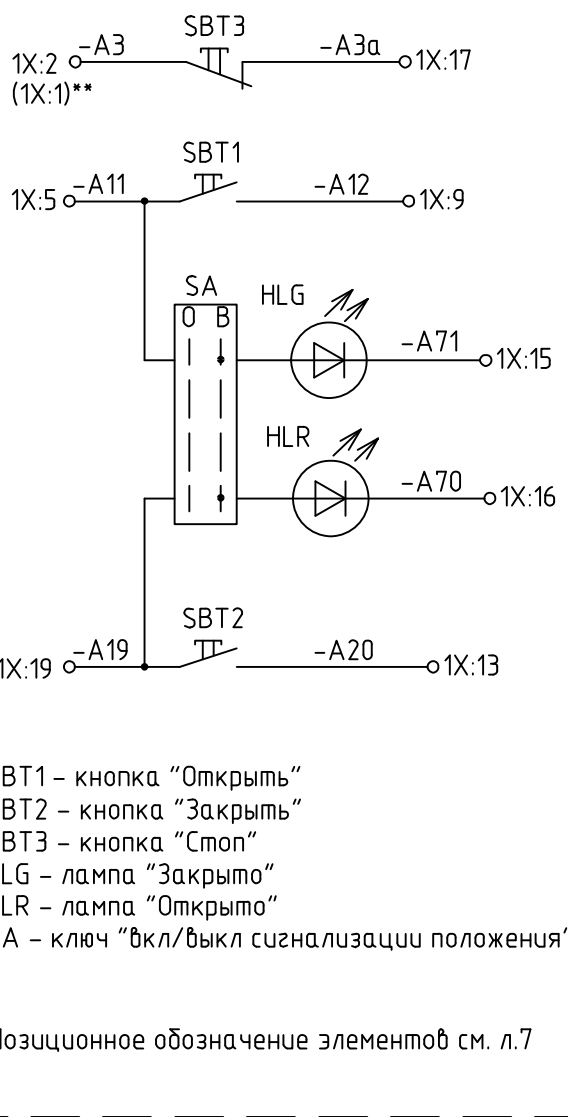 SBT3
-A3
-A3a
1X:2
1X:17
(1X:1)**
SBT1
-A11
-A12
1X:5
1X:9
SA
HLG
O B
-A71
1X:15
HLR
-A70
1X:16
SBT2
-A19
-A20
1X:19
1X:13
BT1 – кнопка "Открыть"
BT2 – кнопка "Закрыть"
BT3 – кнопка "Стоп"
LG – лампа "Закрыто"
LR – лампа "Открыто"
A – ключ "вкл/выкл сигнализации положения"
Позиционное обозначение элементов см. л.7